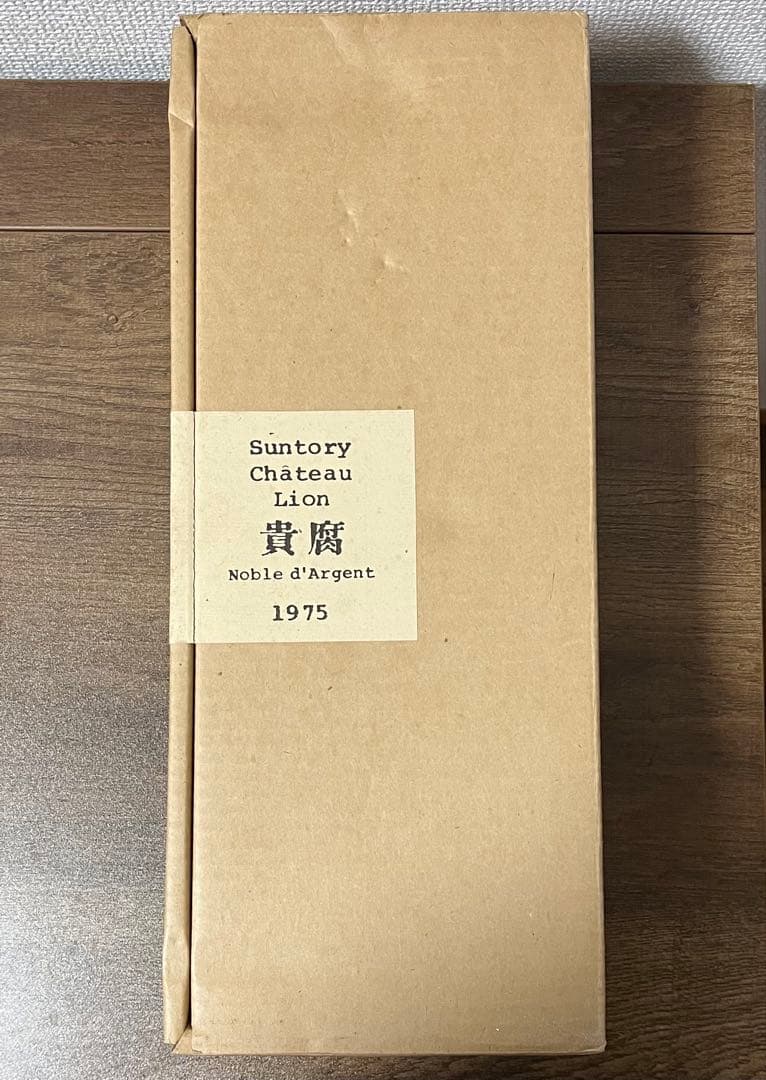 Suntory
Château
Lion
貴腐
Noble d'Argent
1975